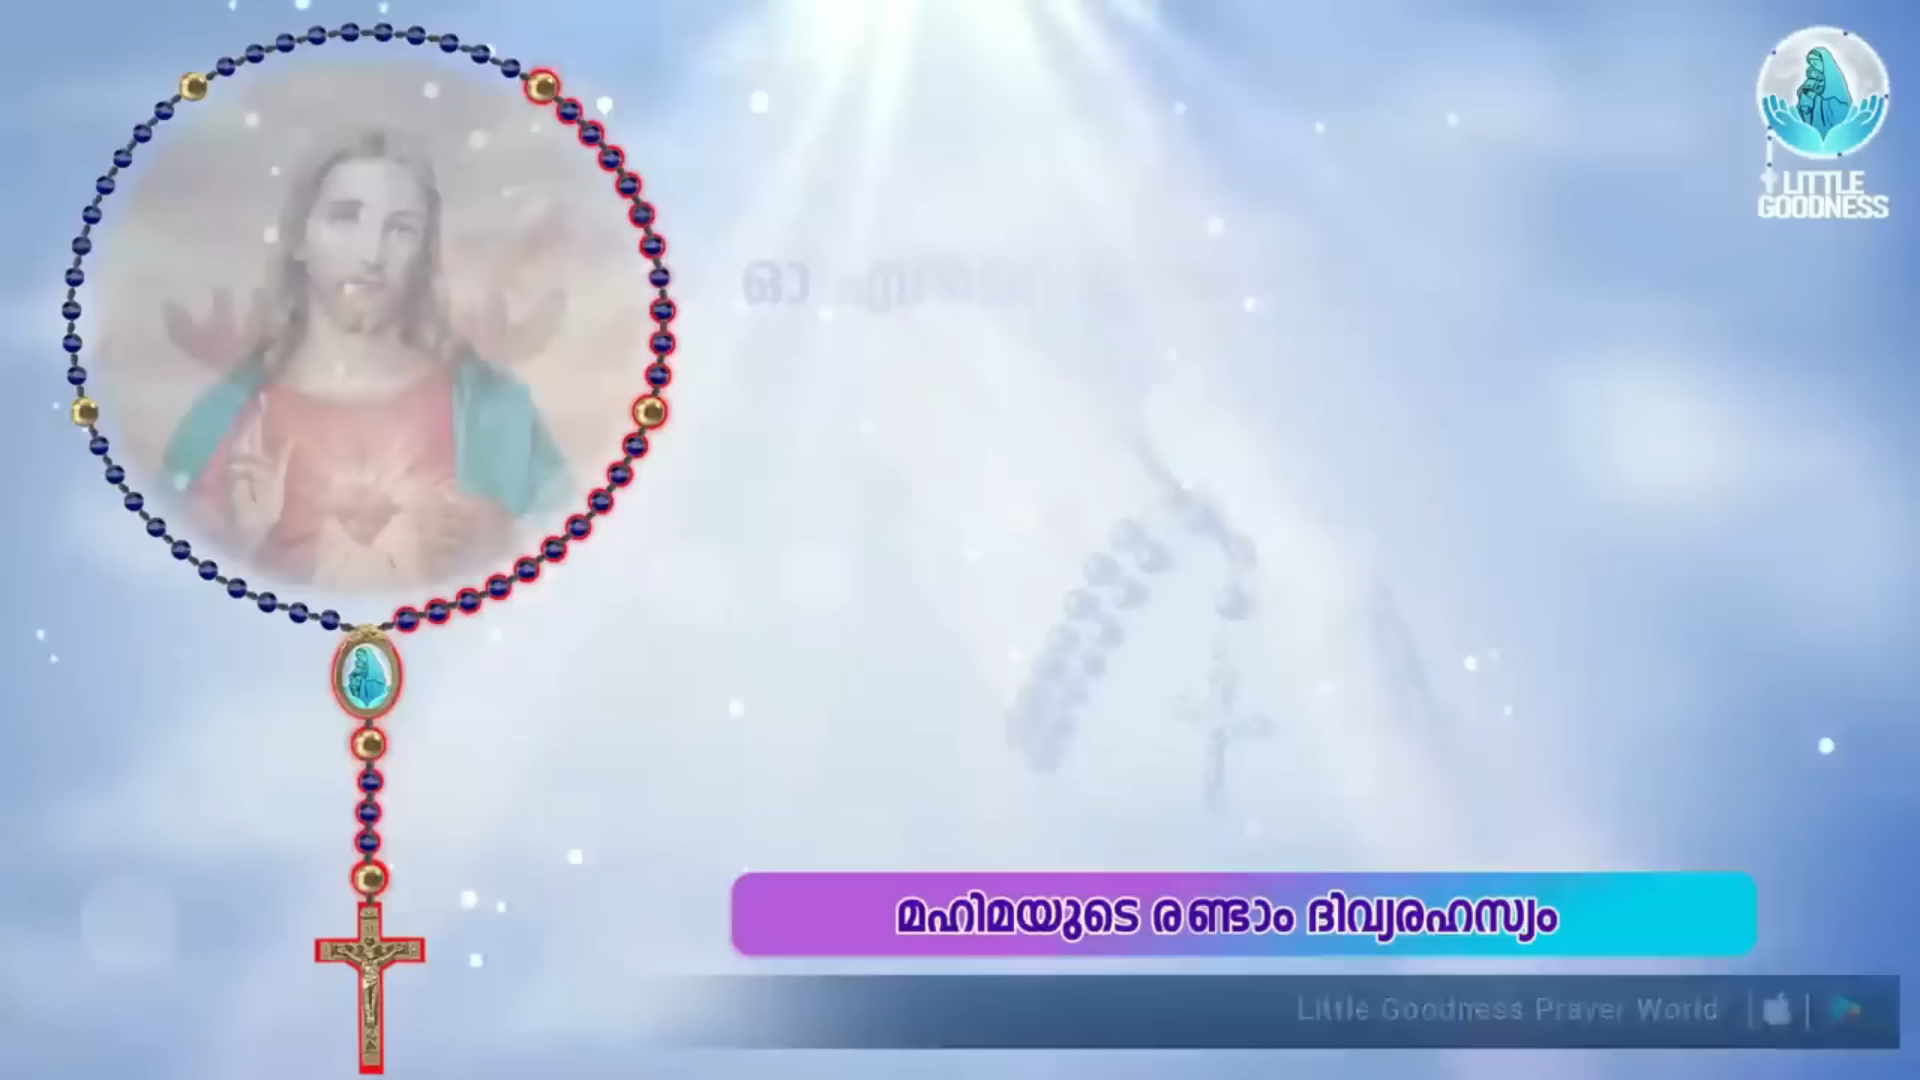 LITTLE
GOODNESS
ഓ
മഹിമയുടെ രണ്ടാം ദിവ്യരഹസ്യം
Little Goodness Prayer World